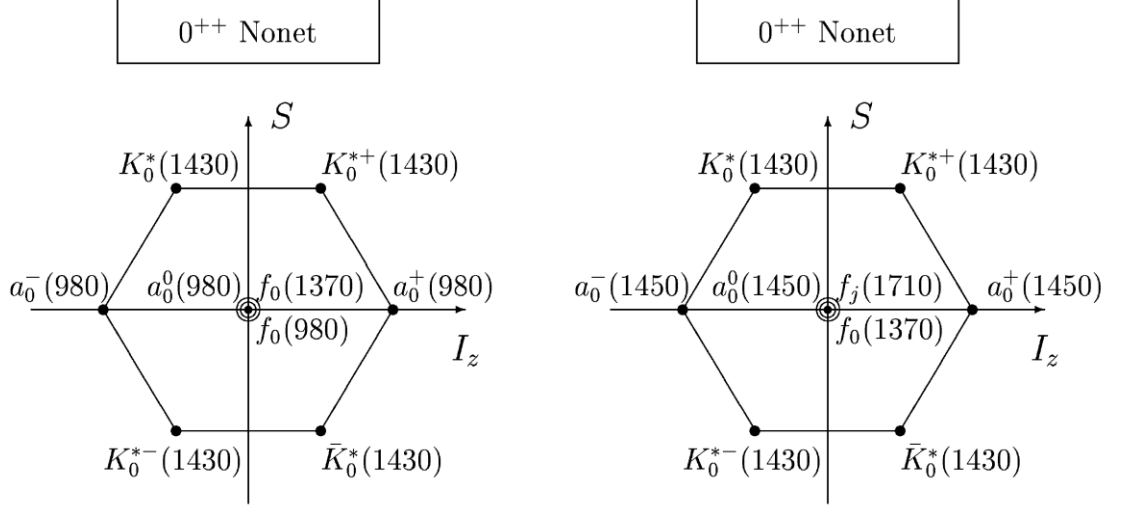 0⁺⁺ Nonet
S
K₀*(1430) K₀*⁺(1430)
a₀⁻(980) a₀⁰(980) f₀(1370) a₀⁺(980)
f₀(980)
I_z
K₀*⁻(1430) K̄₀*(1430)
0⁺⁺ Nonet
S
K₀*(1430) K₀*⁺(1430)
a₀⁻(1450) a₀⁰(1450) f_j(1710) a₀⁺(1450)
f₀(1370)
I_z
K₀*⁻(1430) K̄₀*(1430)